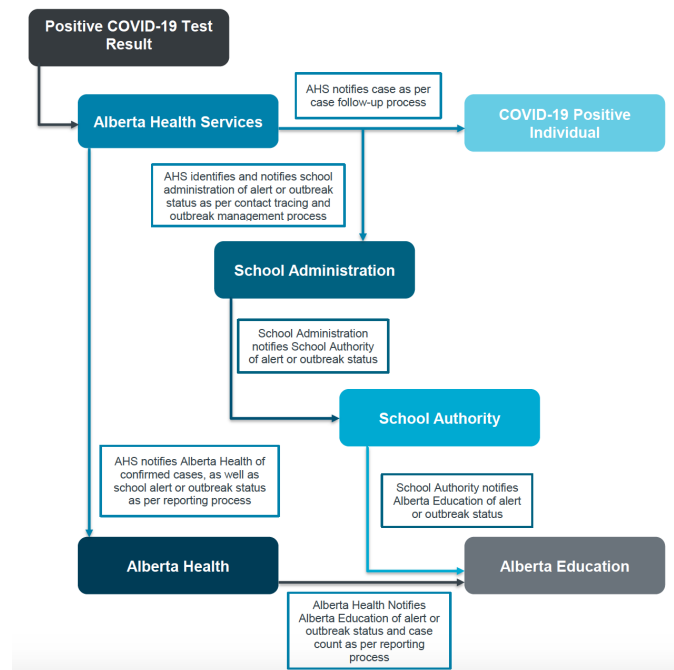 Positive COVID-19 Test
Result
AHS notifies case as per
case follow-up process
Alberta Health Services
COVID-19 Positive
Individual
AHS identifies and notifies school
administration of alert or outbreak
status as per contact tracing and
outbreak management process
School Administration
School Administration
notifies School Authority
of alert or outbreak status
School Authority
AHS notifies Alberta Health of
confirmed cases, as well as
school alert or outbreak status
as per reporting process
School Authority notifies
Alberta Education of alert
or outbreak status
Alberta Health
Alberta Education
Alberta Health Notifies
Alberta Education of alert or
outbreak status and case
count as per reporting
process